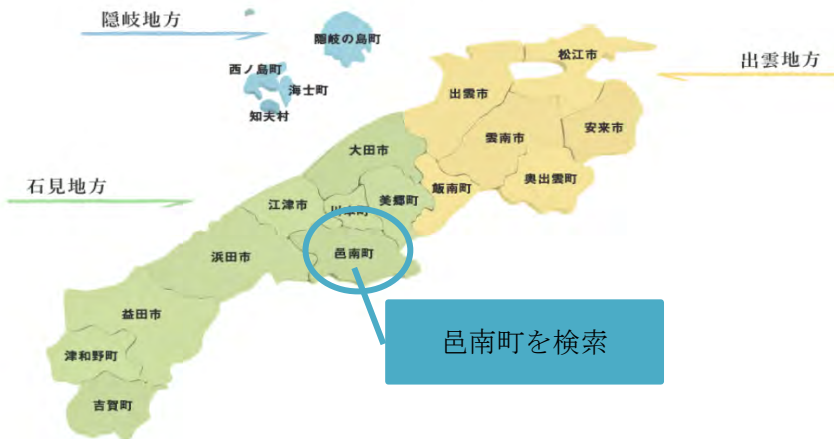 隠岐地方
隠岐の島町
西ノ島町
海士町
知夫村
出雲地方
松江市
出雲市
安来市
雲南市
奥出雲町
飯南町
石見地方
大田市
美郷町
川本町
江津市
邑南町
浜田市
益田市
津和野町
吉賀町
邑南町を検索